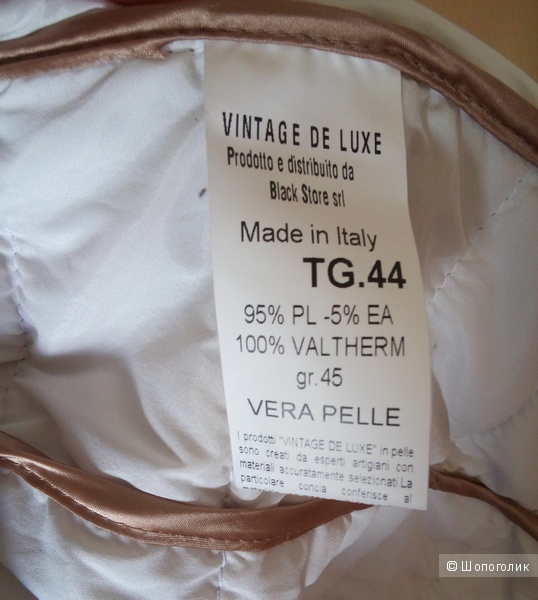 VINTAGE DE LUXE
Prodotto e distribuito da
Black Store srl
Made in Italy
TG.44
95% PL -5% EA
100% VALTHERM
gr.45
VERA PELLE
I prodotti "VINTAGE DE LUXE" in pelle
sono creati da esperti artigiani con
materiali accuratamente selezionati.La
particolare concia conferisce al
© Шопоголик